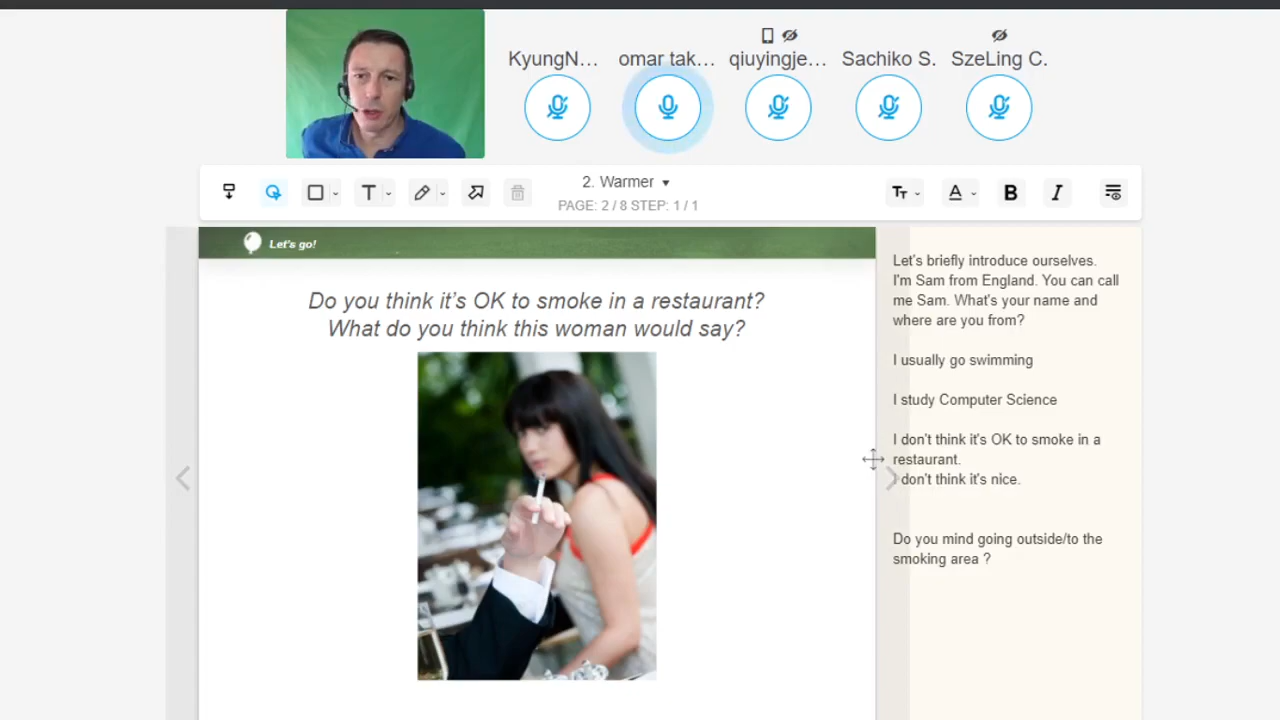 KyungN...
omar tak...
qiuyingje...
Sachiko S.
SzeLing C.
2. Warmer
PAGE: 2 / 8 STEP: 1 / 1
T
TT
A
B
I
Let's go!
Do you think it's OK to smoke in a restaurant?
What do you think this woman would say?
Let's briefly introduce ourselves.
I'm Sam from England. You can call
me Sam. What's your name and
where are you from?
I usually go swimming
I study Computer Science
I don't think it's OK to smoke in a
restaurant.
I don't think it's nice.
Do you mind going outside/to the
smoking area ?